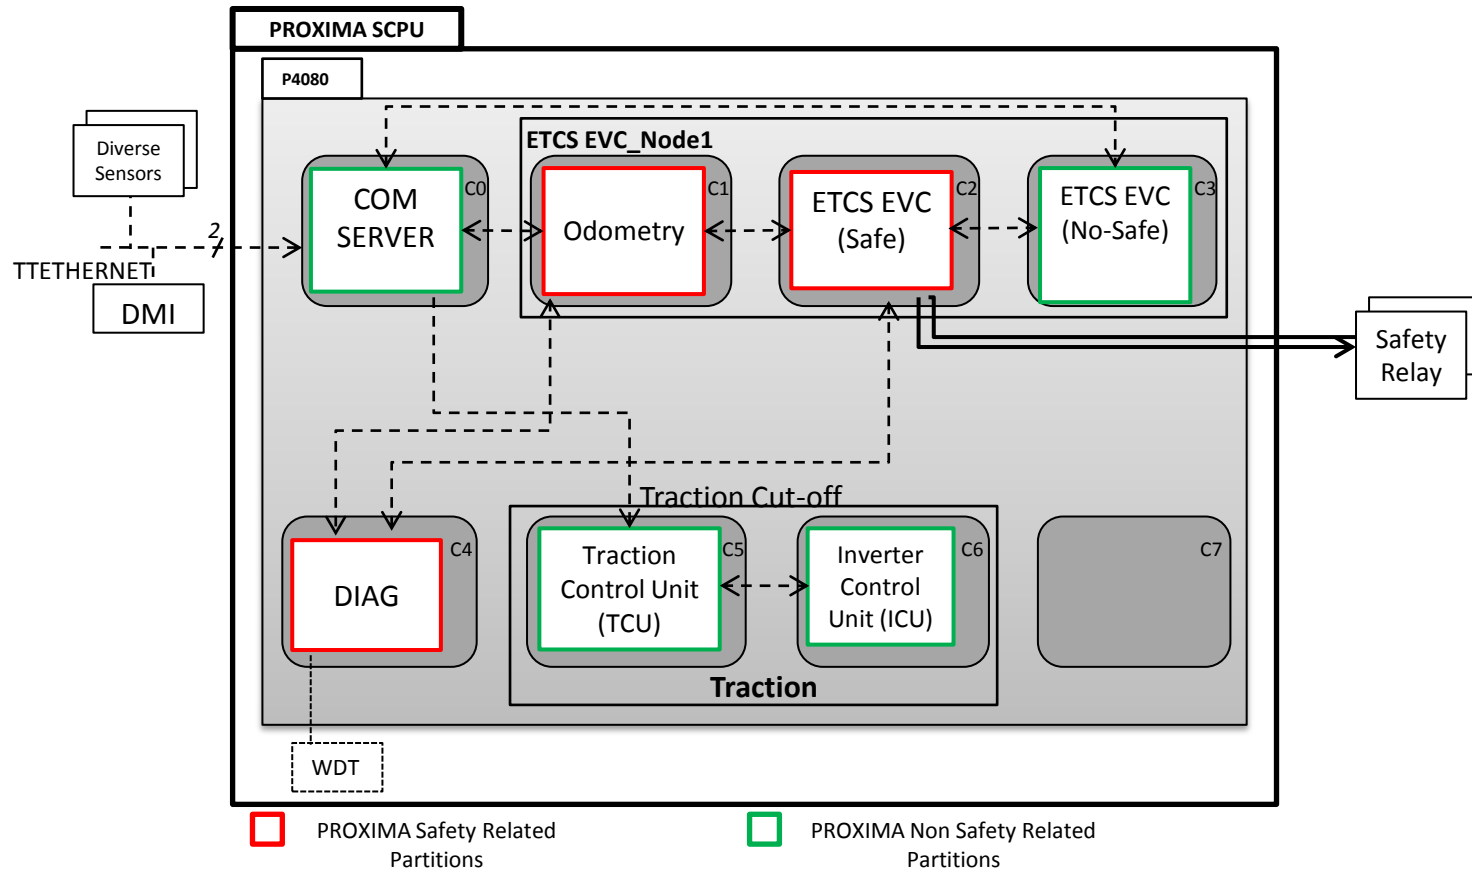 PROXIMA SCPU
P4080
Diverse
Sensors
ETCS EVC_Node1
COM
SERVER
C0
Odometry
C1
ETCS EVC
(Safe)
C2
ETCS EVC
(No-Safe)
C3
2
TTETHERNET
DMI
Safety
Relay
Traction Cut-off
DIAG
C4
Traction
Control Unit
(TCU)
C5
Inverter
Control
Unit (ICU)
C6
C7
Traction
WDT
PROXIMA Safety Related
Partitions
PROXIMA Non Safety Related
Partitions